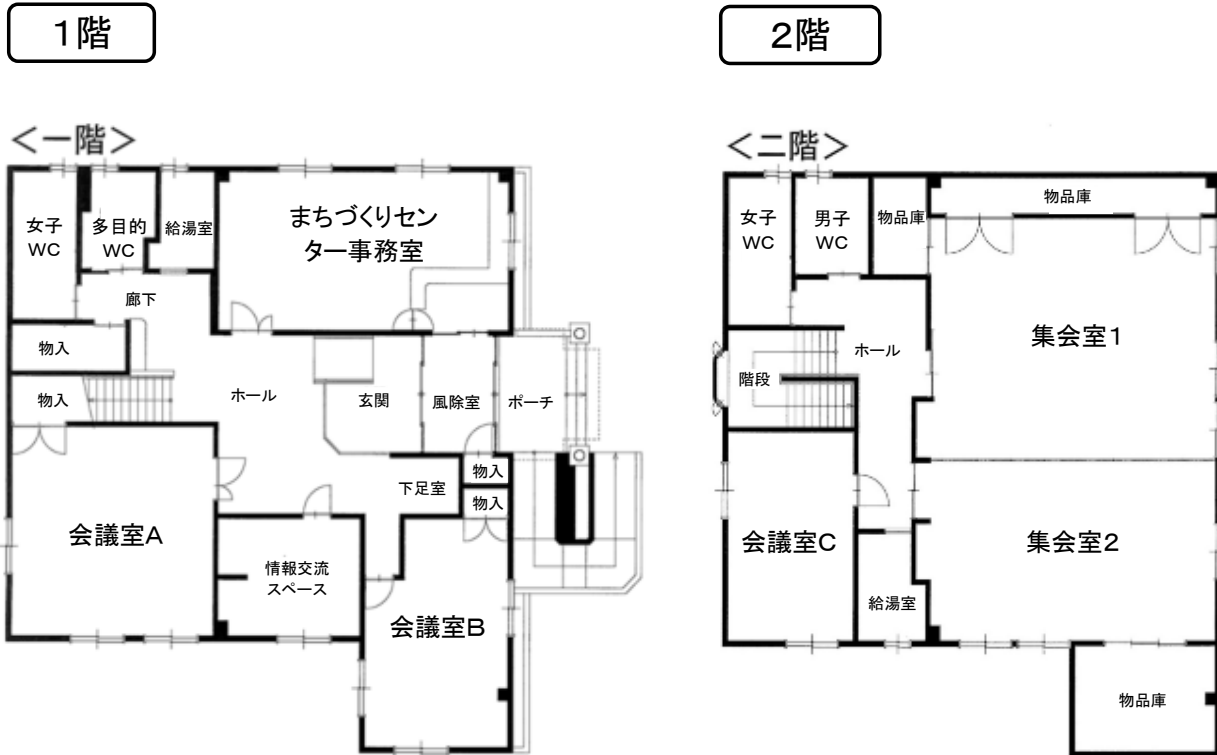 1階
<一階>
女子
WC
多目的
WC
給湯室
まちづくりセン
ター事務室
廊下
物入
物入
ホール
玄関
風除室
ポーチ
下足室
物入
物入
会議室A
情報交流
スペース
会議室B
2階
<二階>
女子
WC
男子
WC
物品庫
物品庫
ホール
階段
集会室1
会議室C
集会室2
給湯室
物品庫